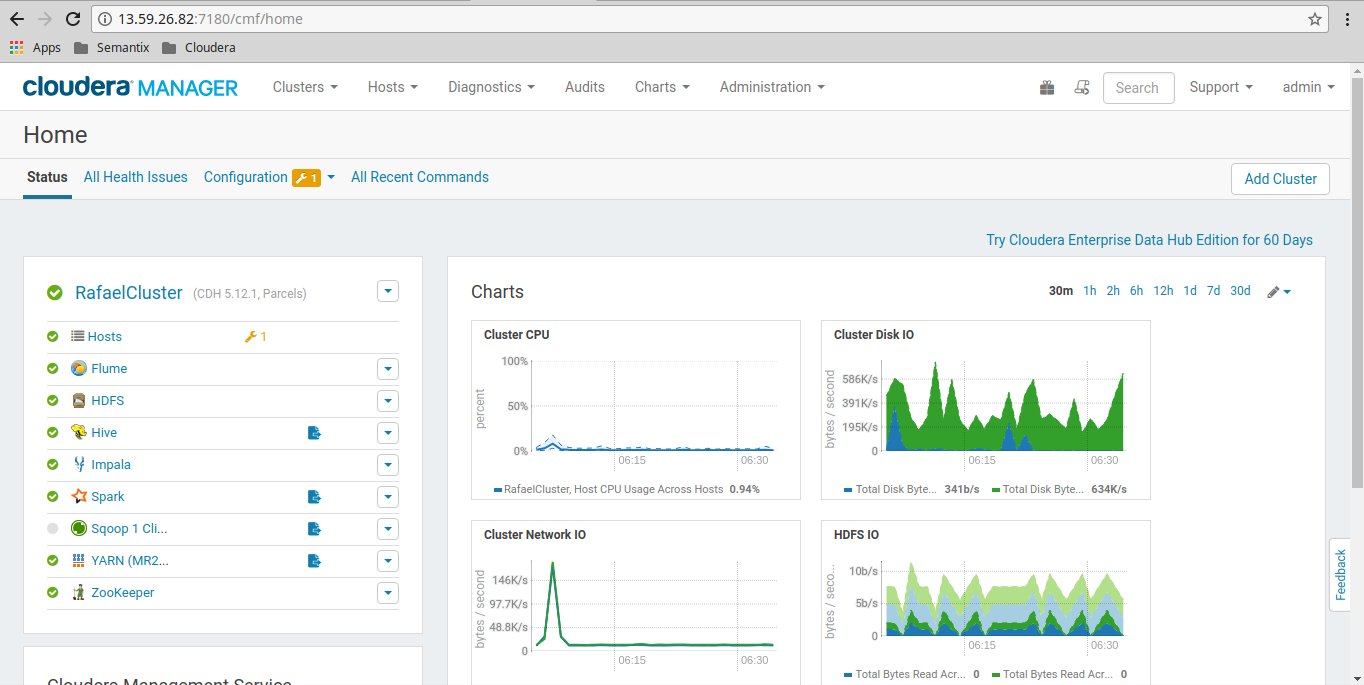 13.59.26.82:7180/cmf/home
Apps Semantix Cloudera
cloudera MANAGER Clusters Hosts Diagnostics Audits Charts Administration Search Support admin
Home
Status All Health Issues Configuration 1 All Recent Commands Add Cluster
Try Cloudera Enterprise Data Hub Edition for 60 Days
RafaelCluster (CDH 5.12.1, Parcels)
Hosts 1
Flume
HDFS
Hive
Impala
Spark
Sqoop 1 Cli...
YARN (MR2...
ZooKeeper
Cloudera Management Service
Charts 30m 1h 2h 6h 12h 1d 7d 30d
Cluster CPU
percent
100%
50%
0%
06:15 06:30
RafaelCluster, Host CPU Usage Across Hosts 0.94%
Cluster Disk IO
bytes / second
586K/s
391K/s
195K/s
0
06:15 06:30
Total Disk Byte... 341b/s Total Disk Byte... 634K/s
Cluster Network IO
bytes / second
146K/s
97.7K/s
48.8K/s
0
06:15 06:30
HDFS IO
bytes / seco...
10b/s
5b/s
0
06:15 06:30
Total Bytes Read Acr... 0 Total Bytes Read Acr... 0
Feedback